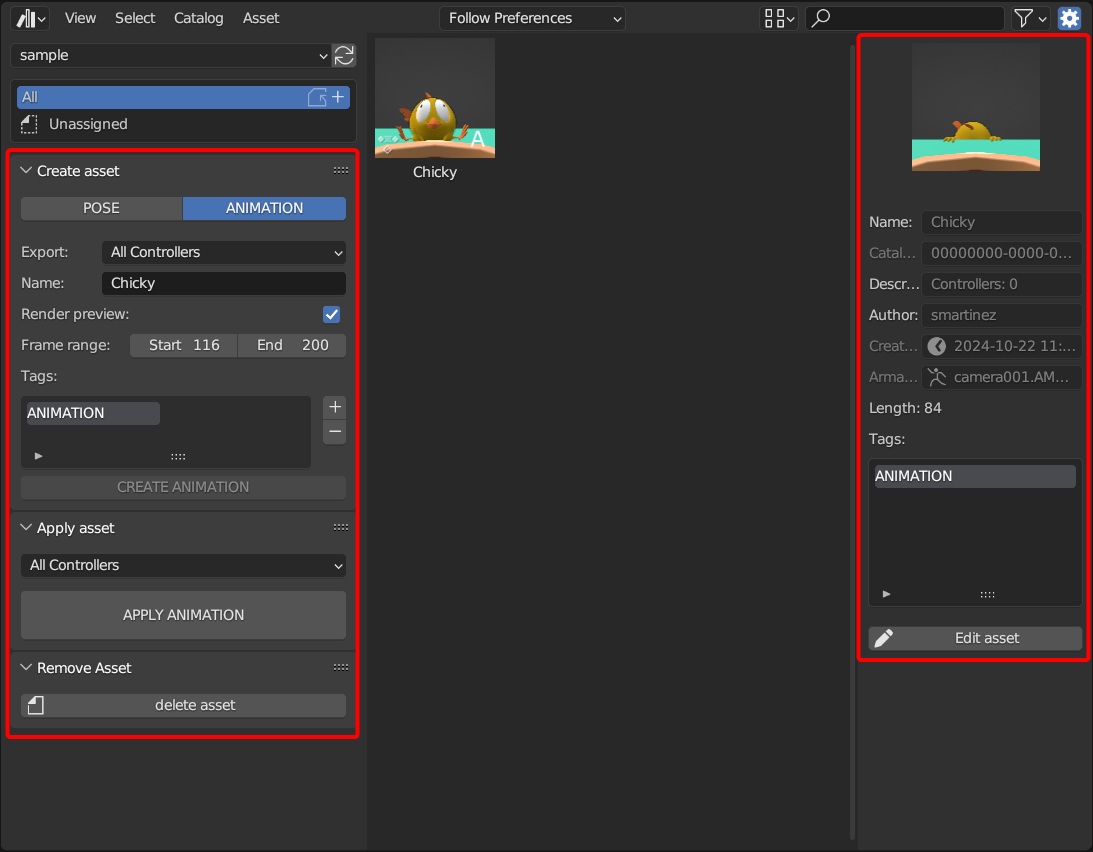 View Select Catalog Asset Follow Preferences
sample
All
Unassigned
Create asset
POSE ANIMATION
Export: All Controllers
Name: Chicky
Render preview:
Frame range: Start 116 End 200
Tags:
ANIMATION
CREATE ANIMATION
Apply asset
All Controllers
APPLY ANIMATION
Remove Asset
delete asset
A
Chicky
Name: Chicky
Catal... 00000000-0000-0...
Descr... Controllers: 0
Author: smartinez
Creat... 2024-10-22 11:...
Arma... camera001.AM...
Length: 84
Tags:
ANIMATION
Edit asset